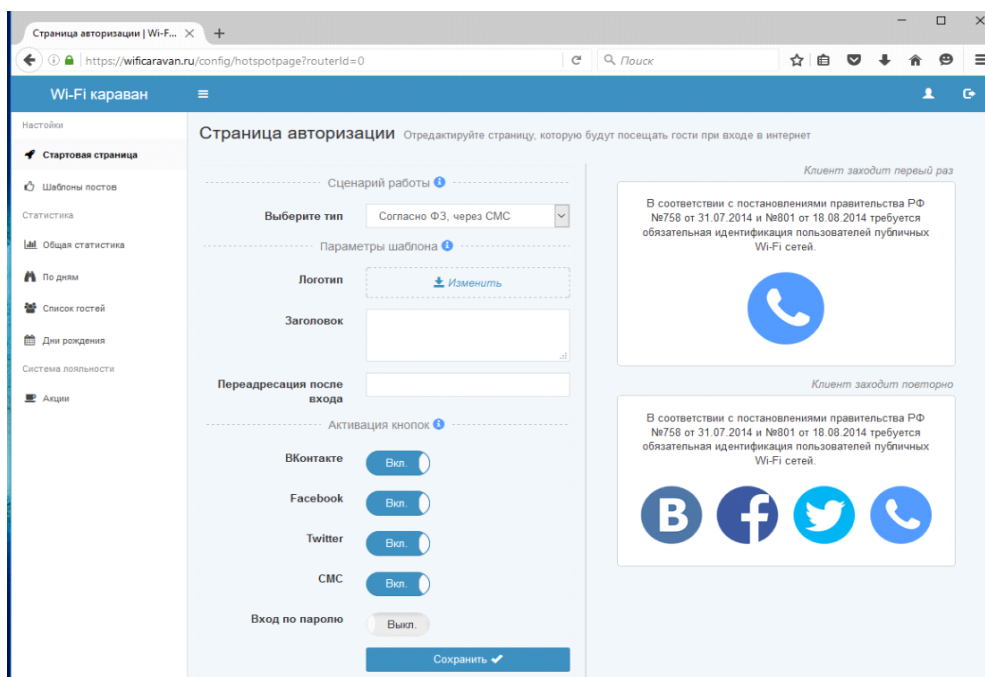 Страница авторизации | Wi-F...
https://wificaravan.ru/config/hotspotpage?routerId=0
Поиск
Wi-Fi караван
Настойки
Стартовая страница
Шаблоны постов
Статистика
Общая статистика
По дням
Список гостей
Дни рождения
Система лояльности
Акции
Страница авторизации Отредактируйте страницу, которую будут посещать гости при входе в интернет
Сценарий работы
Выберите тип Согласно ФЗ, через СМС
Параметры шаблона
Логотип Изменить
Заголовок
Переадресация после
входа
Активация кнопок
ВКонтакте Вкл.
Facebook Вкл.
Twitter Вкл.
СМС Вкл.
Вход по паролю Выкл.
Сохранить
Клиент заходит первый раз
В соответствии с постановлениями правительства РФ
№758 от 31.07.2014 и №801 от 18.08.2014 требуется
обязательная идентификация пользователей публичных
Wi-Fi сетей.
Клиент заходит повторно
В соответствии с постановлениями правительства РФ
№758 от 31.07.2014 и №801 от 18.08.2014 требуется
обязательная идентификация пользователей публичных
Wi-Fi сетей.